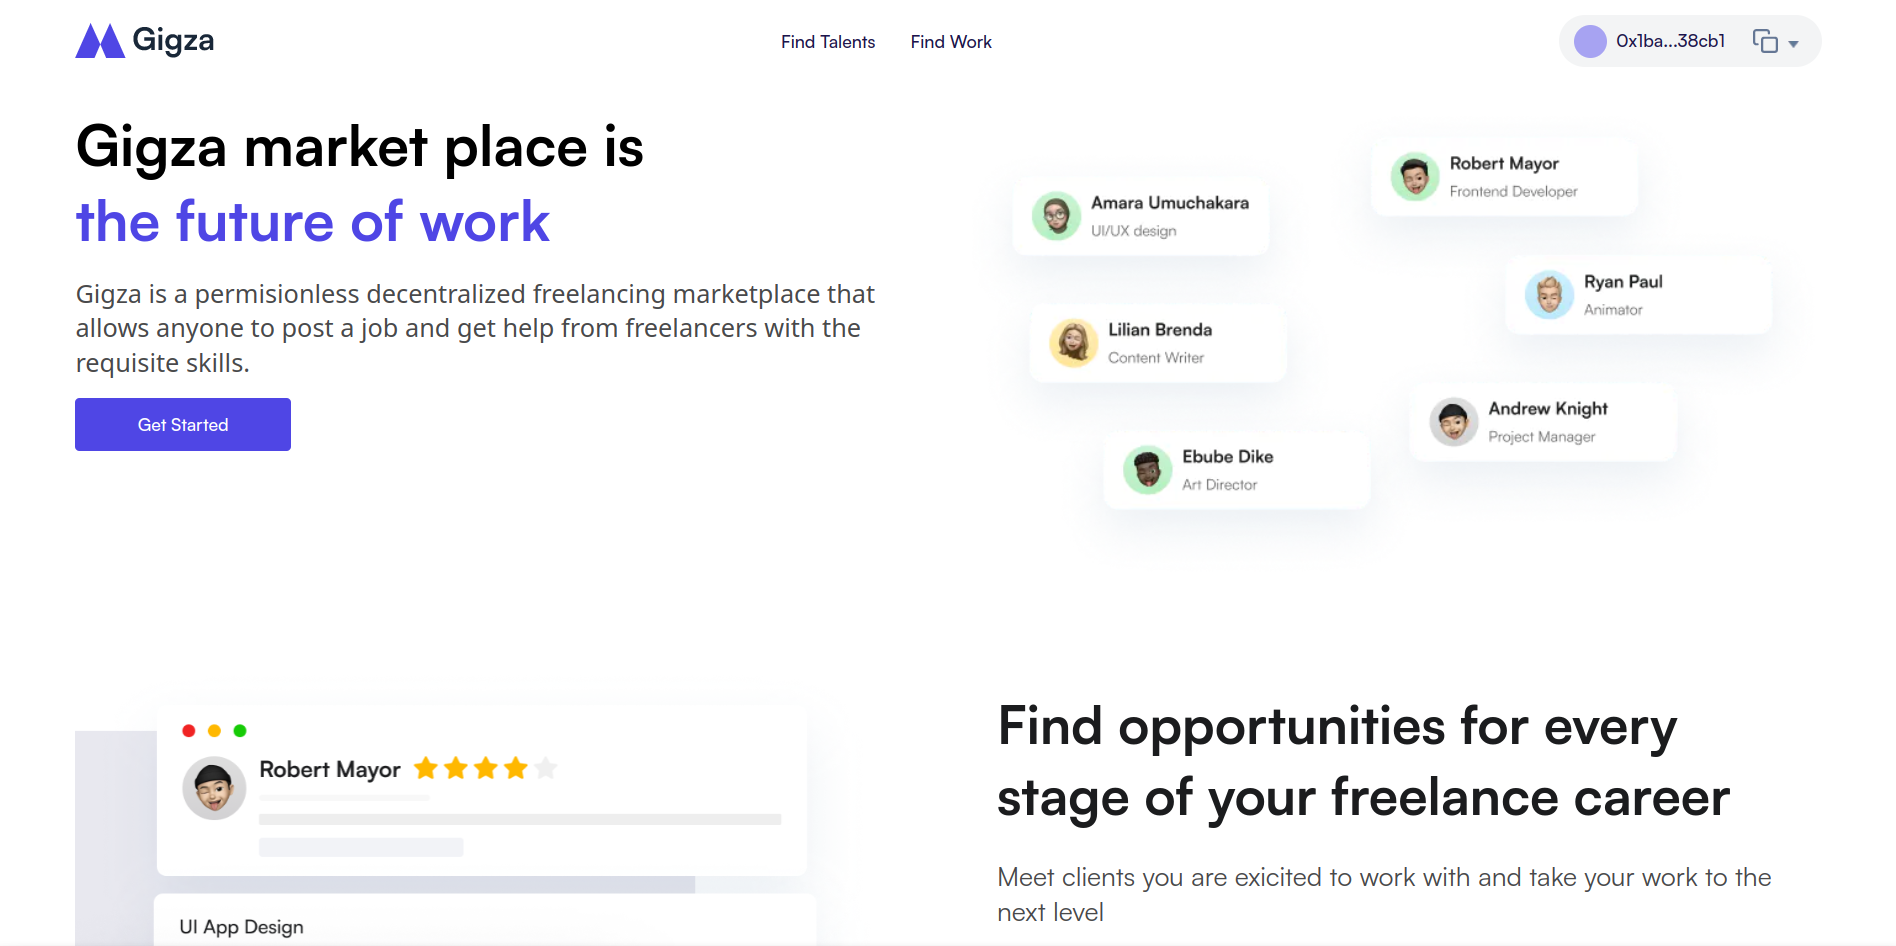 Gigza
Find Talents
Find Work
0x1ba...38cb1
Gigza market place is
the future of work
Gigza is a permisionless decentralized freelancing marketplace that
allows anyone to post a job and get help from freelancers with the
requisite skills.
Get Started
Amara Umuchakara
UI/UX design
Robert Mayor
Frontend Developer
Ryan Paul
Animator
Lilian Brenda
Content Writer
Andrew Knight
Project Manager
Ebube Dike
Art Director
Robert Mayor
UI App Design
Find opportunities for every
stage of your freelance career
Meet clients you are exicited to work with and take your work to the
next level